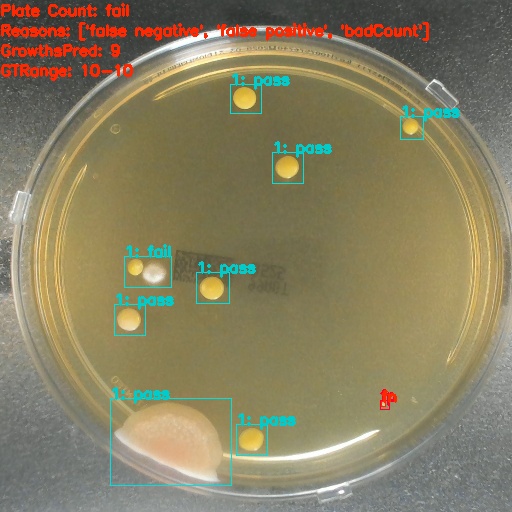 Plate Count: fail
Reasons: ['false negative', 'false positive', 'badCount']
GrowthsPred: 9
GTRange: 10-10
1: pass
1: pass
1: pass
1: fail
1: pass
1: pass
1: pass
1: pass